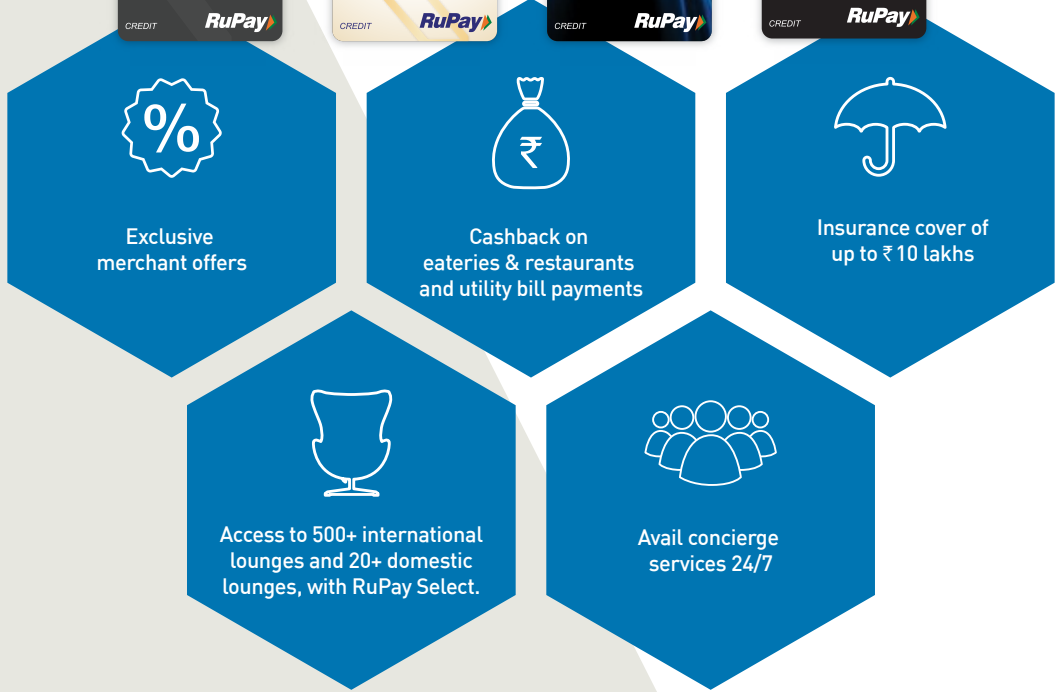 CREDIT RuPay
CREDIT RuPay
CREDIT RuPay
CREDIT RuPay
%
₹
Exclusive
merchant offers
Cashback on
eateries & restaurants
and utility bill payments
Insurance cover of
up to ₹10 lakhs
Access to 500+ international
lounges and 20+ domestic
lounges, with RuPay Select.
Avail concierge
services 24/7